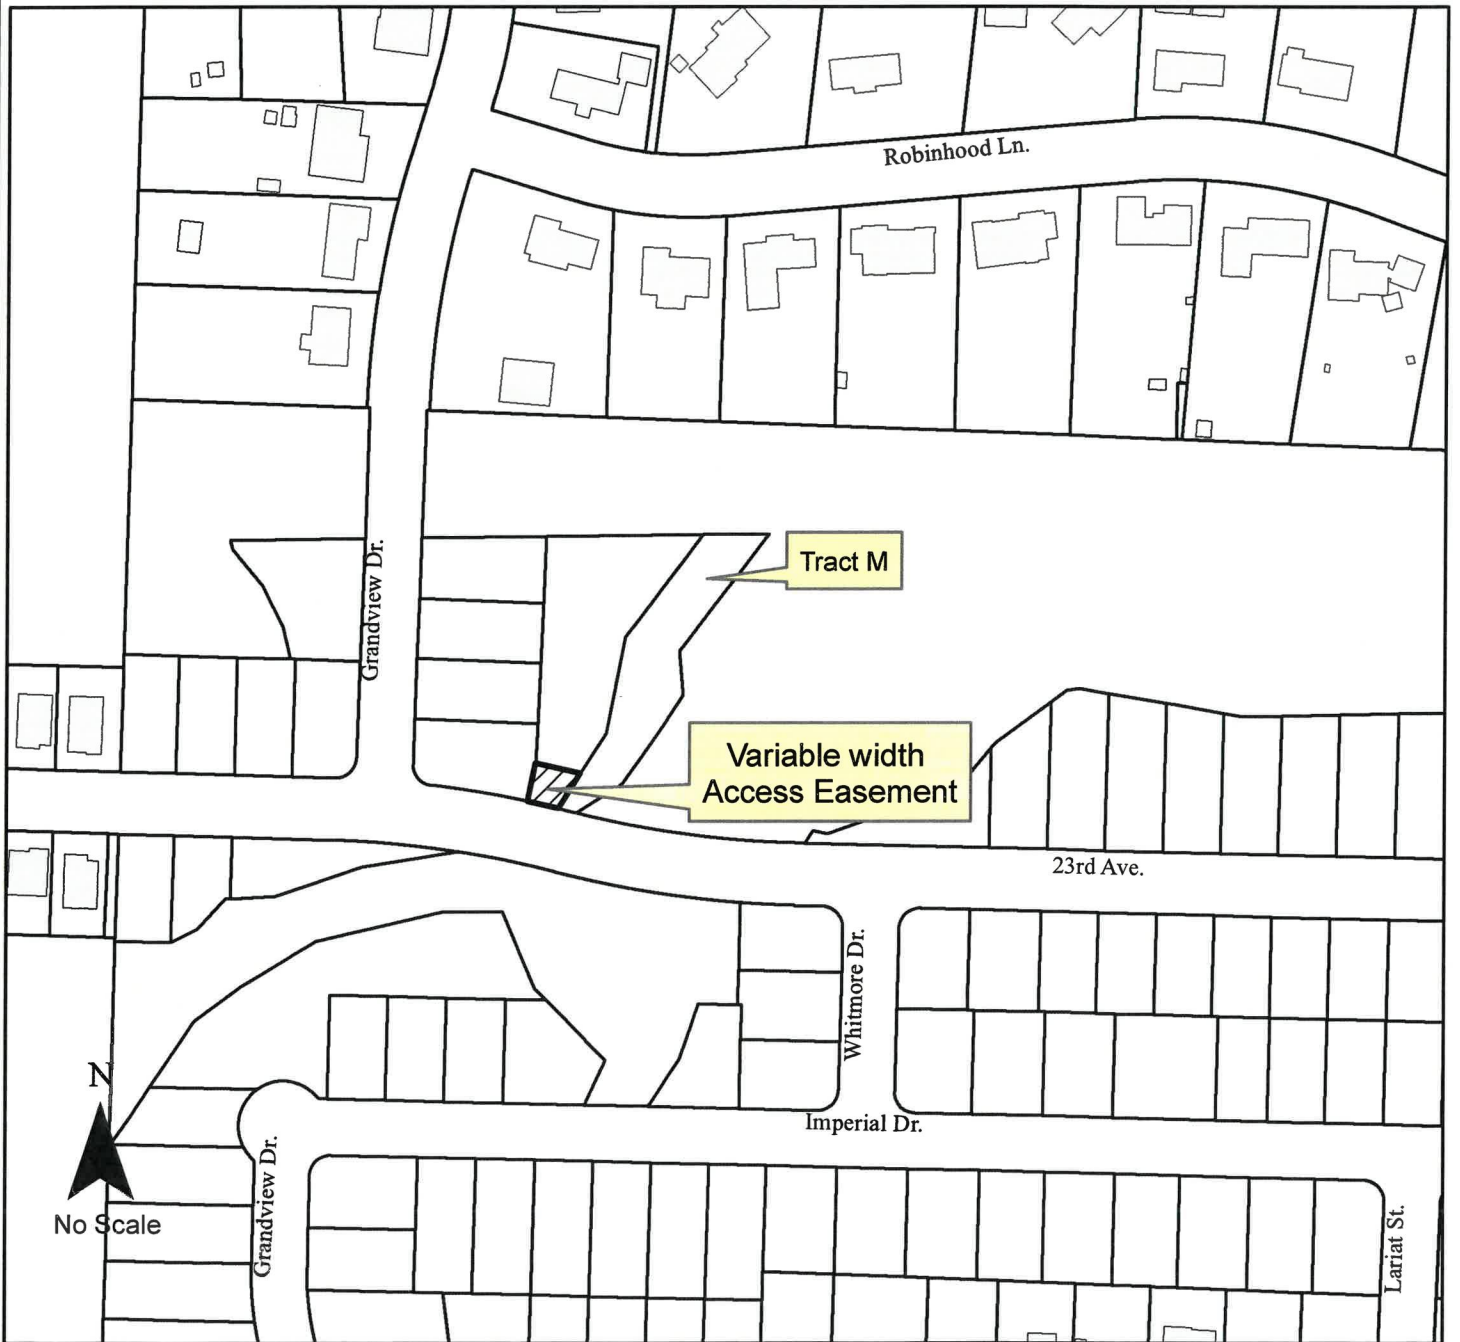 Robinhood Ln.
Grandview Dr.
Tract M
Variable width
Access Easement
23rd Ave.
Whitmore Dr.
N
Imperial Dr.
No Scale
Grandview Dr.
Lariat St.